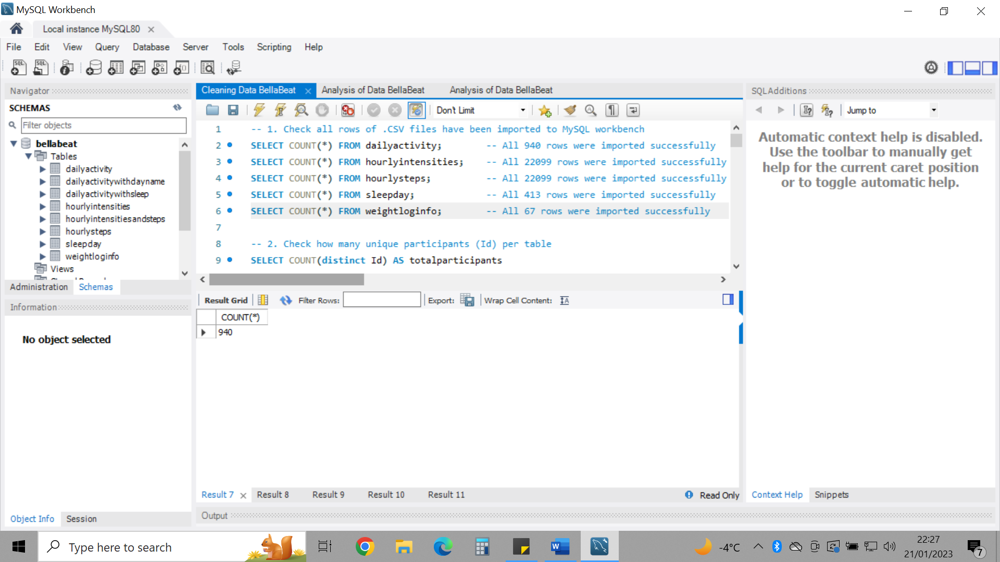 MySQL Workbench
Local instance MySQL80
File Edit View Query Database Server Tools Scripting Help
Navigator
SCHEMAS
Filter objects
bellabeat
Tables
dailyactivity
dailyactivitywithdayname
dailyactivitywithsleep
hourlyintensities
hourlyintensitiesandsteps
hourlysteps
sleepday
weightloginfo
Views
Administration Schemas
Information
No object selected
Object Info Session
Cleaning Data BellaBeat Analysis of Data BellaBeat Analysis of Data BellaBeat
Don't Limit
1 -- 1. Check all rows of .CSV files have been imported to MySQL workbench
2 SELECT COUNT(*) FROM dailyactivity; -- All 940 rows were imported successfully
3 SELECT COUNT(*) FROM hourlyintensities; -- All 22099 rows were imported successfully
4 SELECT COUNT(*) FROM hourlysteps; -- All 22099 rows were imported successfully
5 SELECT COUNT(*) FROM sleepday; -- All 413 rows were imported successfully
6 SELECT COUNT(*) FROM weightloginfo; -- All 67 rows were imported successfully
7
8 -- 2. Check how many unique participants (Id) per table
9 SELECT COUNT(distinct Id) AS totalparticipants
Result Grid Filter Rows: Export: Wrap Cell Content:
COUNT(*)
940
Result 7 Result 8 Result 9 Result 10 Result 11 Read Only
Output
SQLAdditions
Jump to
Automatic context help is disabled.
Use the toolbar to manually get
help for the current caret position
or to toggle automatic help.
Context Help Snippets
Type here to search
-4°C
22:27
21/01/2023
7